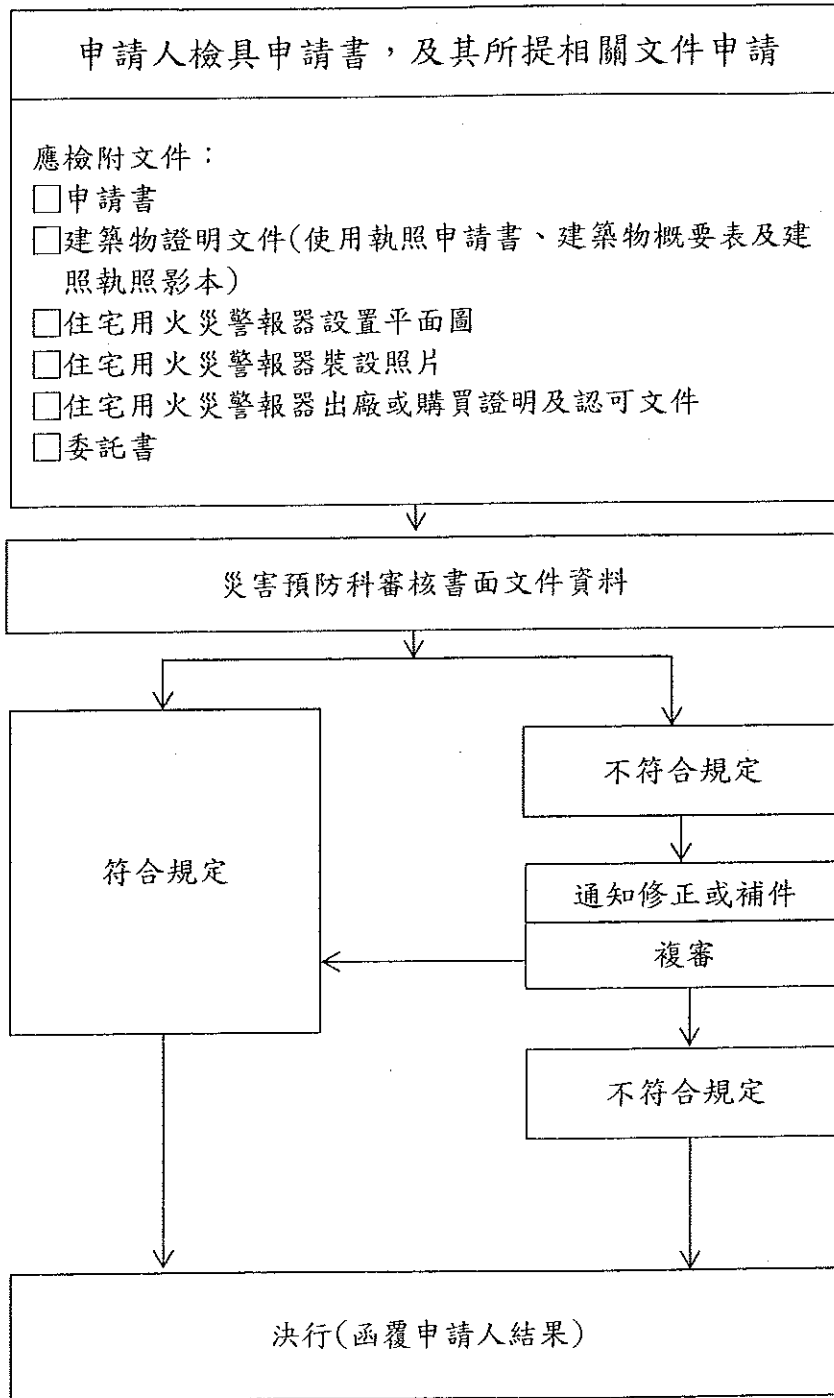 申請人檢具申請書，及其所提相關文件申請
應檢附文件：
□申請書
□建築物證明文件(使用執照申請書、建築物概要表及建
照執照影本)
□住宅用火災警報器設置平面圖
□住宅用火災警報器裝設照片
□住宅用火災警報器出廠或購買證明及認可文件
□委託書
災害預防科審核書面文件資料
不符合規定
符合規定
通知修正或補件
複審
不符合規定
決行(函覆申請人結果)